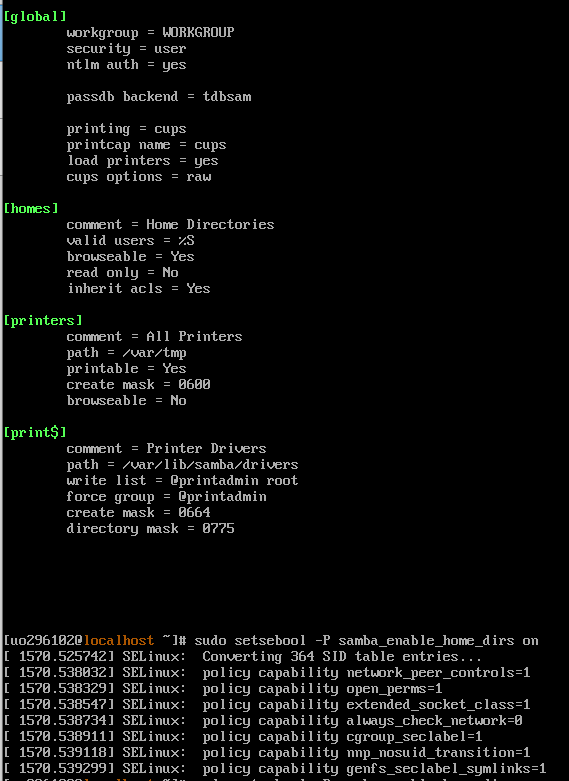 [global]
workgroup = WORKGROUP
security = user
ntlm auth = yes
passdb backend = tdbsam
printing = cups
printcap name = cups
load printers = yes
cups options = raw
[homes]
comment = Home Directories
valid users = %S
browseable = Yes
read only = No
inherit acls = Yes
[printers]
comment = All Printers
path = /var/tmp
printable = Yes
create mask = 0600
browseable = No
[print$]
comment = Printer Drivers
path = /var/lib/samba/drivers
write list = @printadmin root
force group = @printadmin
create mask = 0664
directory mask = 0775
[uo296102@localhost ~]# sudo setsebool -P samba_enable_home_dirs on
[ 1570.525742] SELinux:  Converting 364 SID table entries...
[ 1570.538032] SELinux:  policy capability network_peer_controls=1
[ 1570.538329] SELinux:  policy capability open_perms=1
[ 1570.538547] SELinux:  policy capability extended_socket_class=1
[ 1570.538734] SELinux:  policy capability always_check_network=0
[ 1570.538911] SELinux:  policy capability cgroup_seclabel=1
[ 1570.539118] SELinux:  policy capability nnp_nosuid_transition=1
[ 1570.539299] SELinux:  policy capability genfs_seclabel_symlinks=1